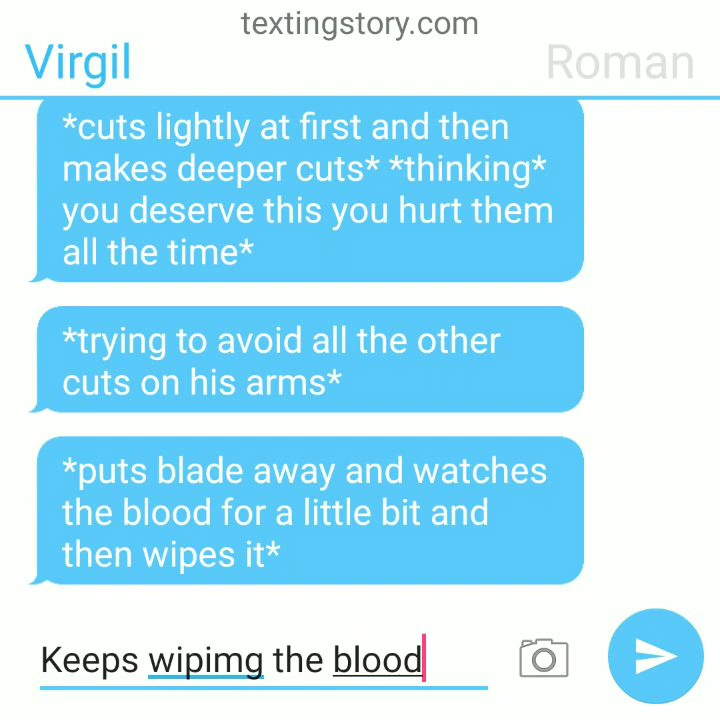 textingstory.com
Virgil
Roman
*cuts lightly at first and then
makes deeper cuts* *thinking*
you deserve this you hurt them
all the time*
*trying to avoid all the other
cuts on his arms*
*puts blade away and watches
the blood for a little bit and
then wipes it*
Keeps wipimg the blood